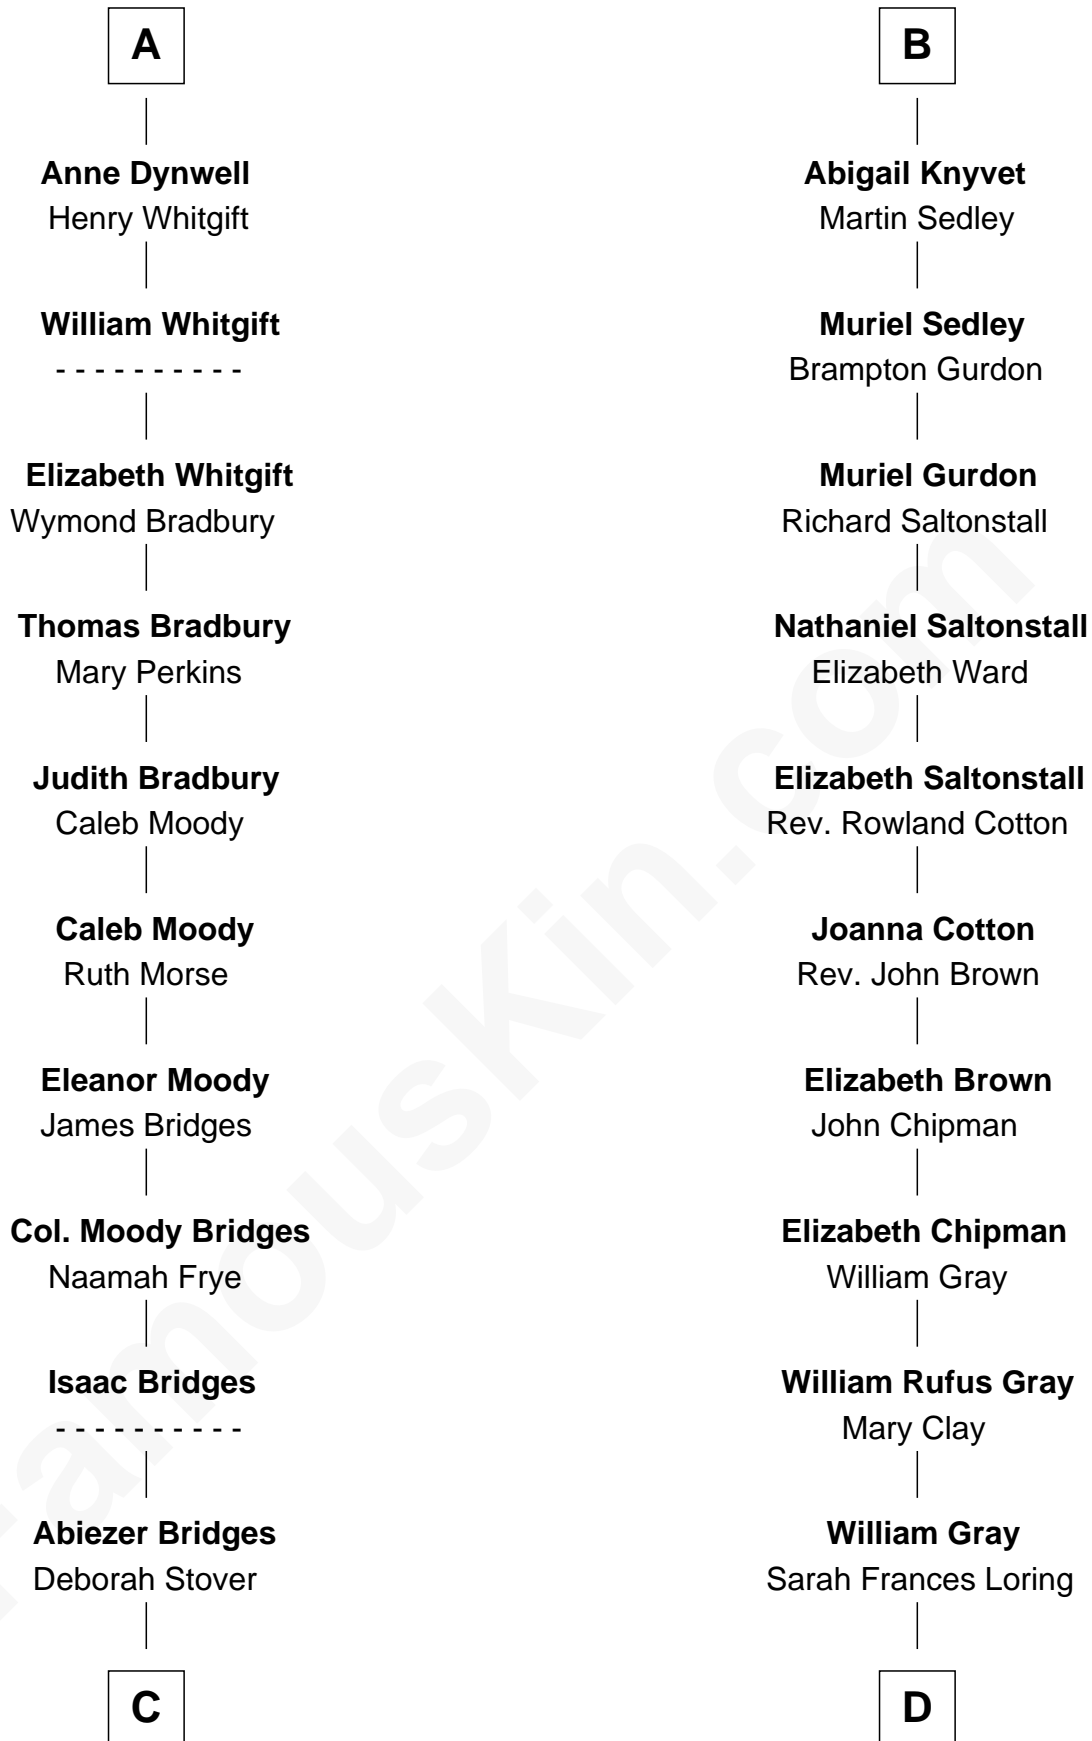 A
Anne Dynwell
Henry Whitgift
William Whitgift
- - - - - - - - - -
Elizabeth Whitgift
Wymond Bradbury
Thomas Bradbury
Mary Perkins
Judith Bradbury
Caleb Moody
Caleb Moody
Ruth Morse
Eleanor Moody
James Bridges
Col. Moody Bridges
Naamah Frye
Isaac Bridges
- - - - - - - - - -
Abiezer Bridges
Deborah Stover
C
B
Abigail Knyvet
Martin Sedley
Muriel Sedley
Brampton Gurdon
Muriel Gurdon
Richard Saltonstall
Nathaniel Saltonstall
Elizabeth Ward
Elizabeth Saltonstall
Rev. Rowland Cotton
Joanna Cotton
Rev. John Brown
Elizabeth Brown
John Chipman
Elizabeth Chipman
William Gray
William Rufus Gray
Mary Clay
William Gray
Sarah Frances Loring
D
FamousKin.com